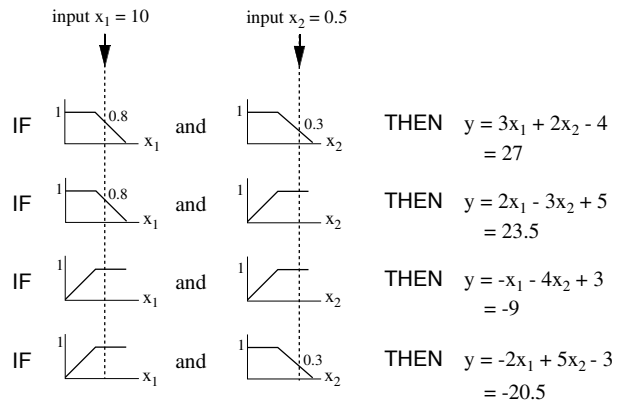 input x₁ = 10 input x₂ = 0.5
IF 1 0.8 x₁ and 1 0.3 x₂ THEN y = 3x₁ + 2x₂ - 4
= 27
IF 1 0.8 x₁ and 1 x₂ THEN y = 2x₁ - 3x₂ + 5
= 23.5
IF 1 x₁ and 1 x₂ THEN y = -x₁ - 4x₂ + 3
= -9
IF 1 x₁ and 1 0.3 x₂ THEN y = -2x₁ + 5x₂ - 3
= -20.5